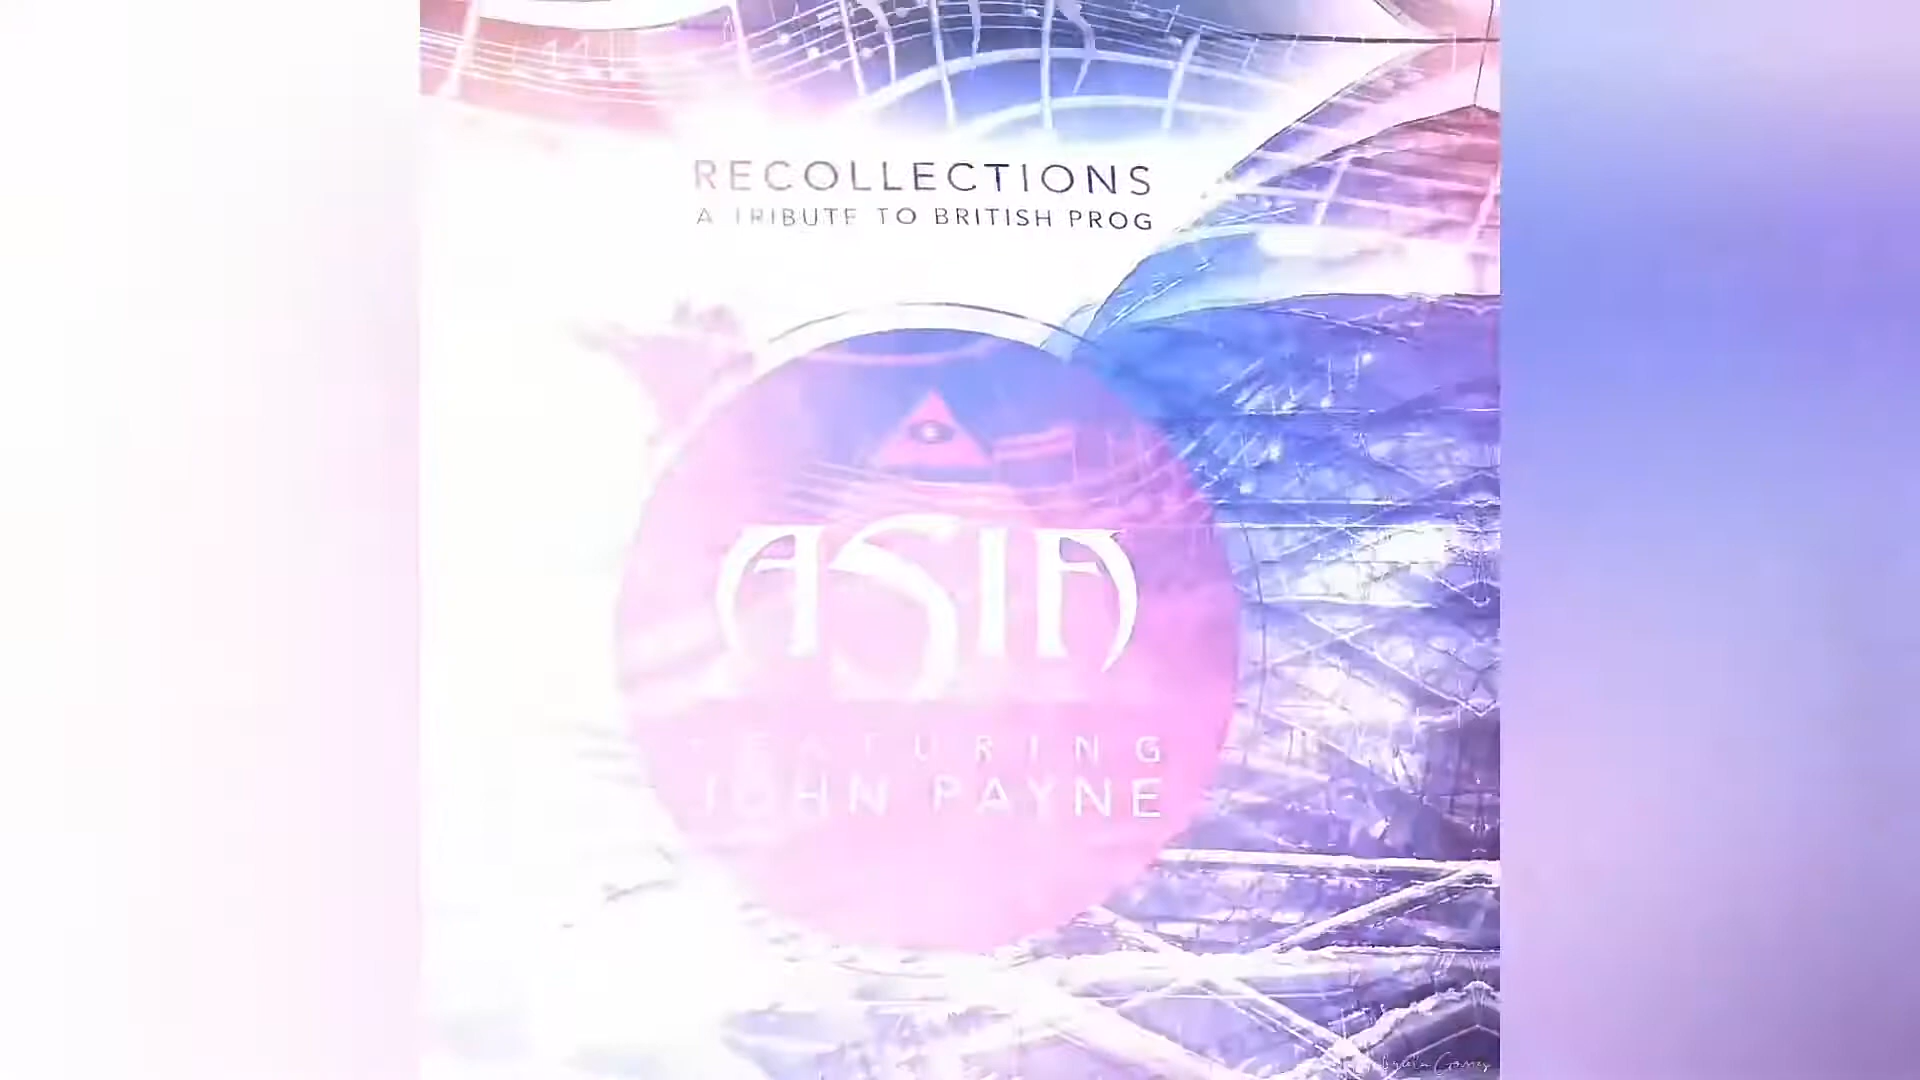 RECOLLECTIONS
A TRIBUTE TO BRITISH PROG
ASIA
FEATURING
JOHN PAYNE